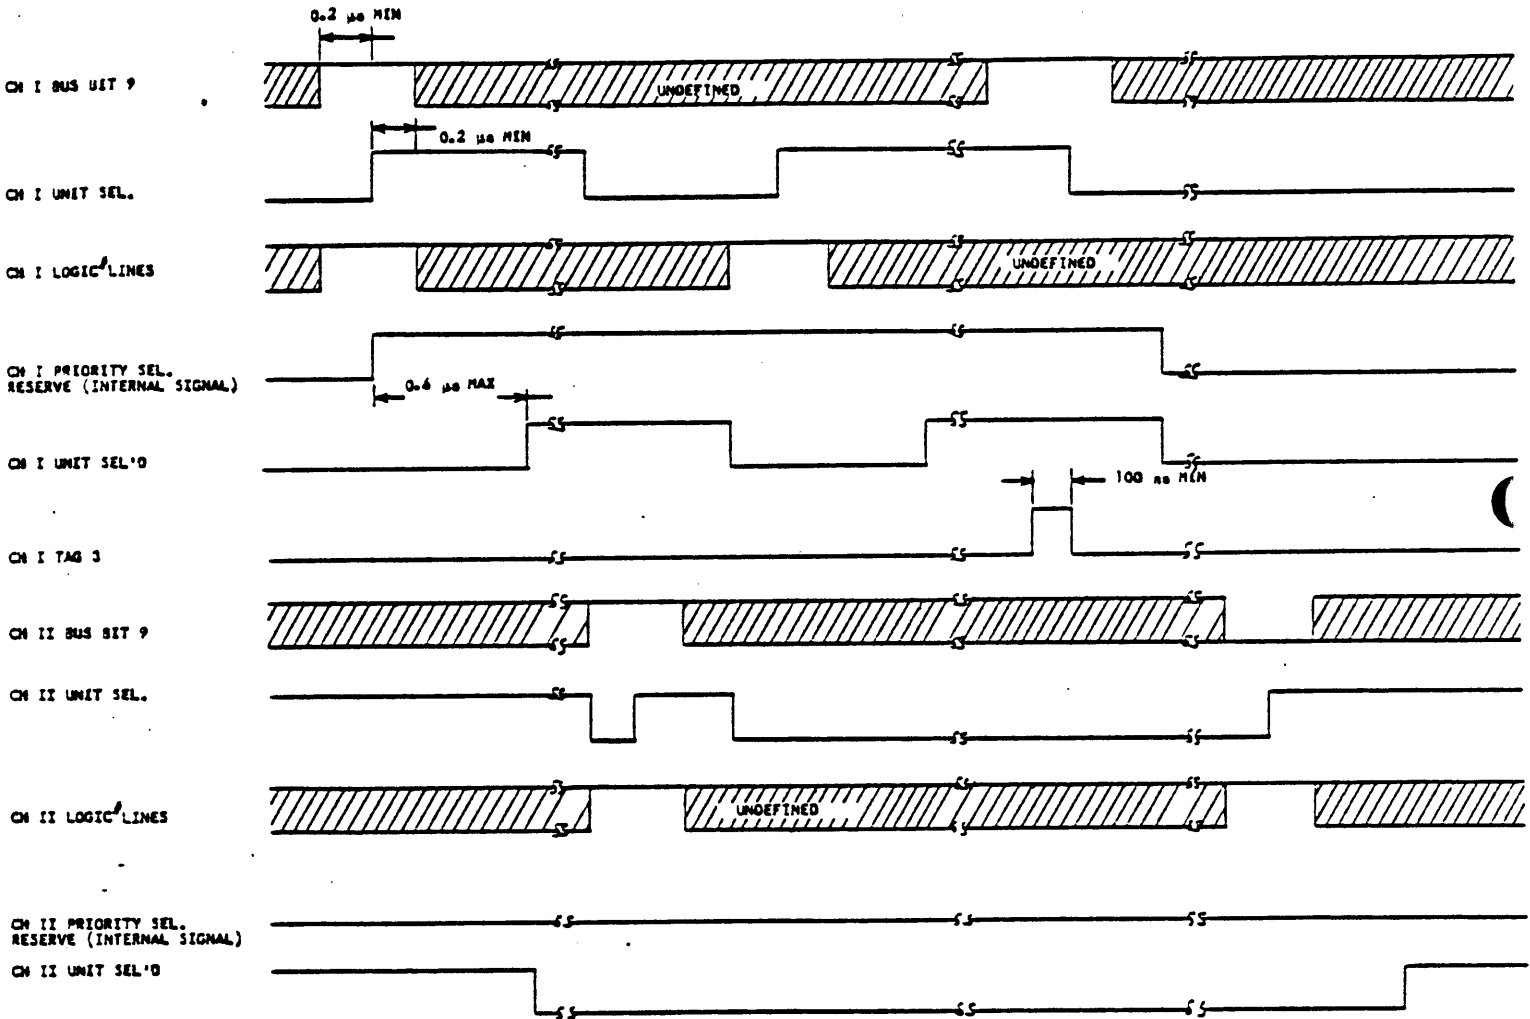 0.2 µs MIN
CH I BUS BIT 9
UNDEFINED
0.2 µs MIN
CH I UNIT SEL.
CH I LOGIC LINES
UNDEFINED
CH I PRIORITY SEL.
RESERVE (INTERNAL SIGNAL)
0.6 µs MAX
CH I UNIT SEL'D
100 ns MIN
CH I TAG 3
CH II BUS BIT 9
CH II UNIT SEL.
CH II LOGIC LINES
UNDEFINED
CH II PRIORITY SEL.
RESERVE (INTERNAL SIGNAL)
CH II UNIT SEL'D